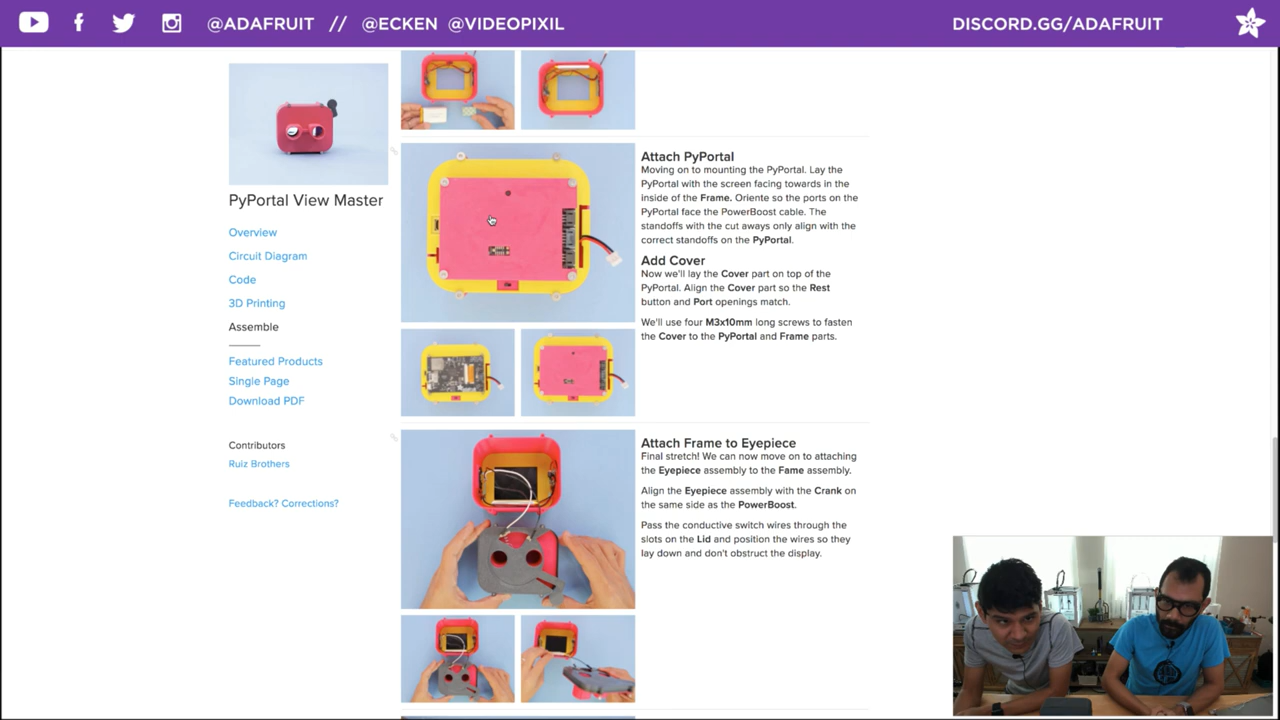 @ADAFRUIT // @ECKEN @VIDEOPIXIL
DISCORD.GG/ADAFRUIT
PyPortal View Master
Overview
Circuit Diagram
Code
3D Printing
Assemble
Featured Products
Single Page
Download PDF
Contributors
Ruiz Brothers
Feedback? Corrections?
Attach PyPortal
Moving on to mounting the PyPortal. Lay the
PyPortal with the screen facing towards in the
inside of the Frame. Oriente so the ports on the
PyPortal face the PowerBoost cable. The
standoffs with the cut aways only align with the
correct standoffs on the PyPortal.
Add Cover
Now we'll lay the Cover part on top of the
PyPortal. Align the Cover part so the Rest
button and Port openings match.
We'll use four M3x10mm long screws to fasten
the Cover to the PyPortal and Frame parts.
Attach Frame to Eyepiece
Final stretch! We can now move on to attaching
the Eyepiece assembly to the Fame assembly.
Align the Eyepiece assembly with the Crank on
the same side as the PowerBoost.
Pass the conductive switch wires through the
slots on the Lid and position the wires so they
lay down and don't obstruct the display.